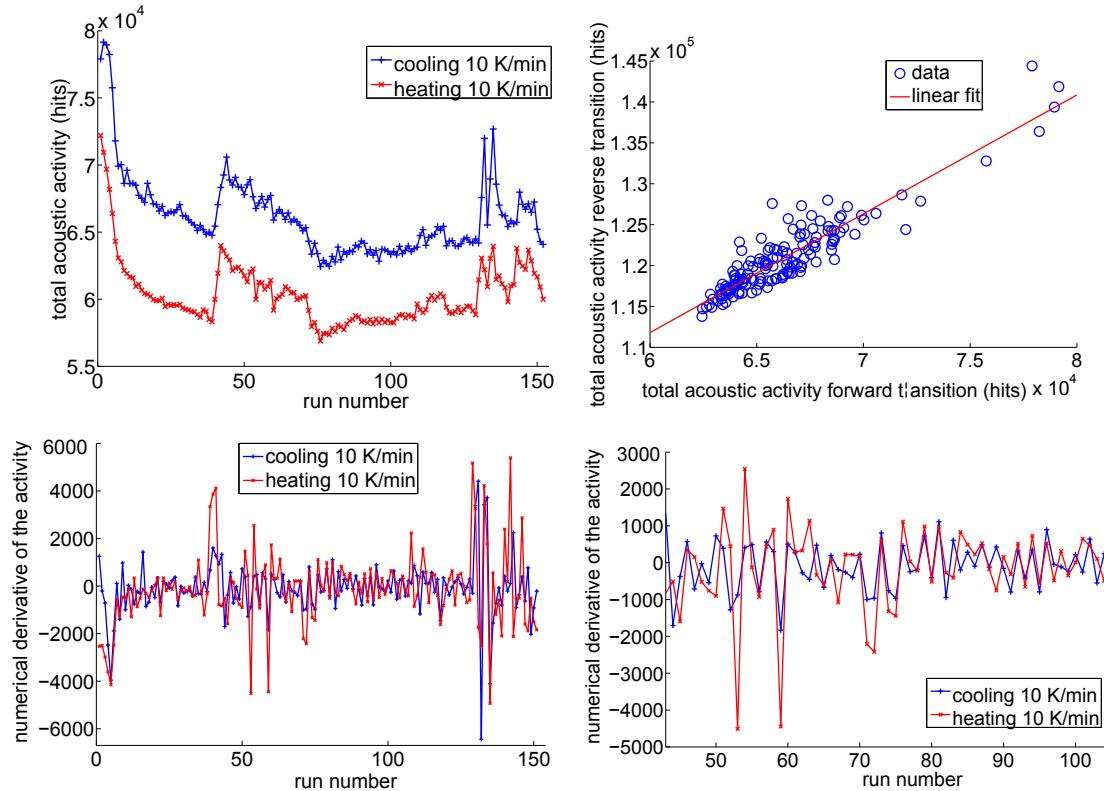 x 10^4
8
7.5
7
6.5
6
5.5
0
50
100
150
total acoustic activity (hits)
run number
cooling 10 K/min
heating 10 K/min
x 10^5
1.45
1.4
1.35
1.3
1.25
1.2
1.15
1.1
6
6.5
7
7.5
8
total acoustic activity reverse transition (hits)
total acoustic activity forward transition (hits) x 10^4
data
linear fit
6000
4000
2000
0
−2000
−4000
−6000
0
50
100
150
numerical derivative of the activity
run number
cooling 10 K/min
heating 10 K/min
3000
2000
1000
0
−1000
−2000
−3000
−4000
−5000
50
60
70
80
90
100
numerical derivative of the activity
run number
cooling 10 K/min
heating 10 K/min